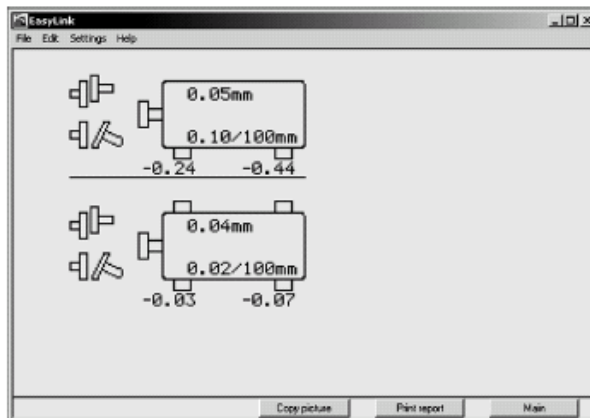 EasyLink
File Edit Settings Help
0.05mm
0.10/100mm
-0.24 -0.44
0.04mm
0.02/100mm
-0.03 -0.07
Copy picture Print report Main